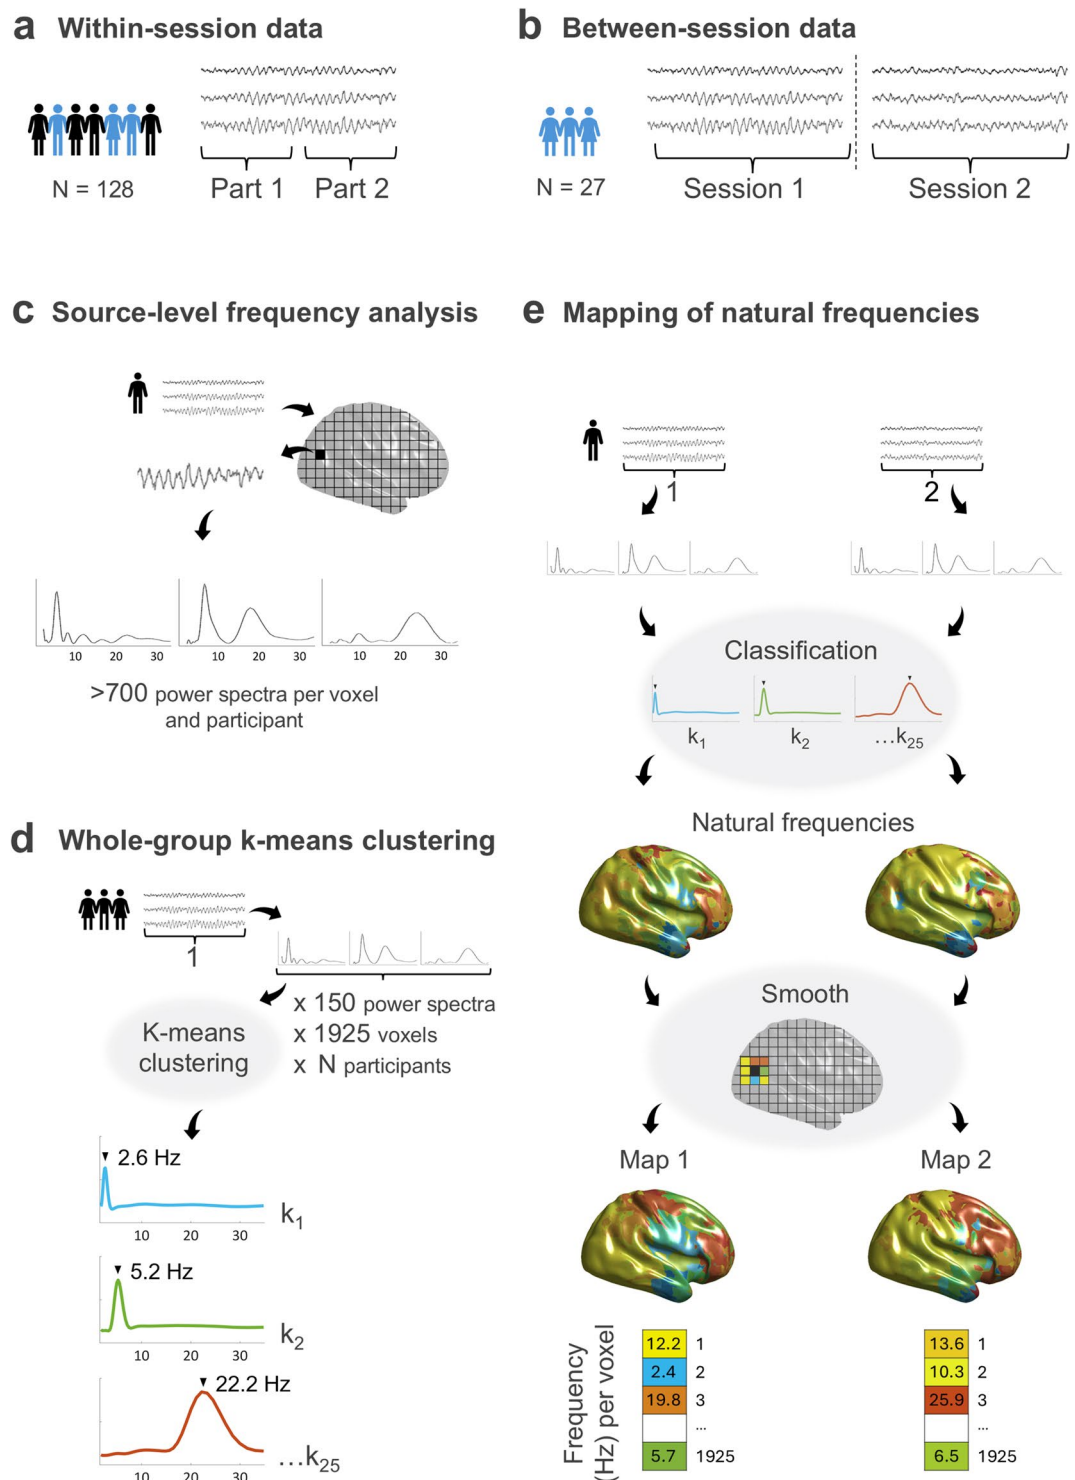 a Within-session data
N = 128
Part 1 Part 2
b Between-session data
N = 27
Session 1 Session 2
c Source-level frequency analysis
10 20 30 10 20 30 10 20 30
>700 power spectra per voxel
and participant
d Whole-group k-means clustering
1
x 150 power spectra
x 1925 voxels
x N participants
K-means
clustering
2.6 Hz
k1
10 20 30
5.2 Hz
k2
10 20 30
22.2 Hz
...k25
10 20 30
e Mapping of natural frequencies
1 2
Classification
k1 k2 ...k25
Natural frequencies
Smooth
Map 1 Map 2
Frequency
(Hz) per voxel
12.2 1
2.4 2
19.8 3
...
5.7 1925
13.6 1
10.3 2
25.9 3
...
6.5 1925